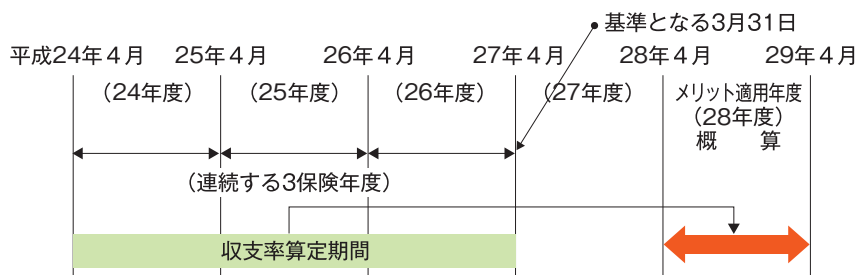 基準となる3月31日
平成24年4月 25年4月 26年4月 27年4月 28年4月 29年4月
(24年度) (25年度) (26年度) (27年度) メリット適用年度
(28年度)
概 算
(連続する3保険年度)
収支率算定期間